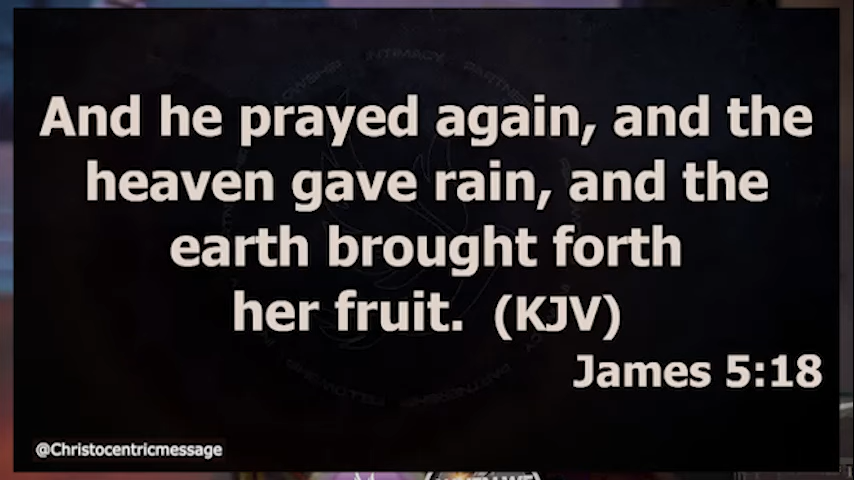 And he prayed again, and the
heaven gave rain, and the
earth brought forth
her fruit. (KJV)
James 5:18
@Christocentricmessage